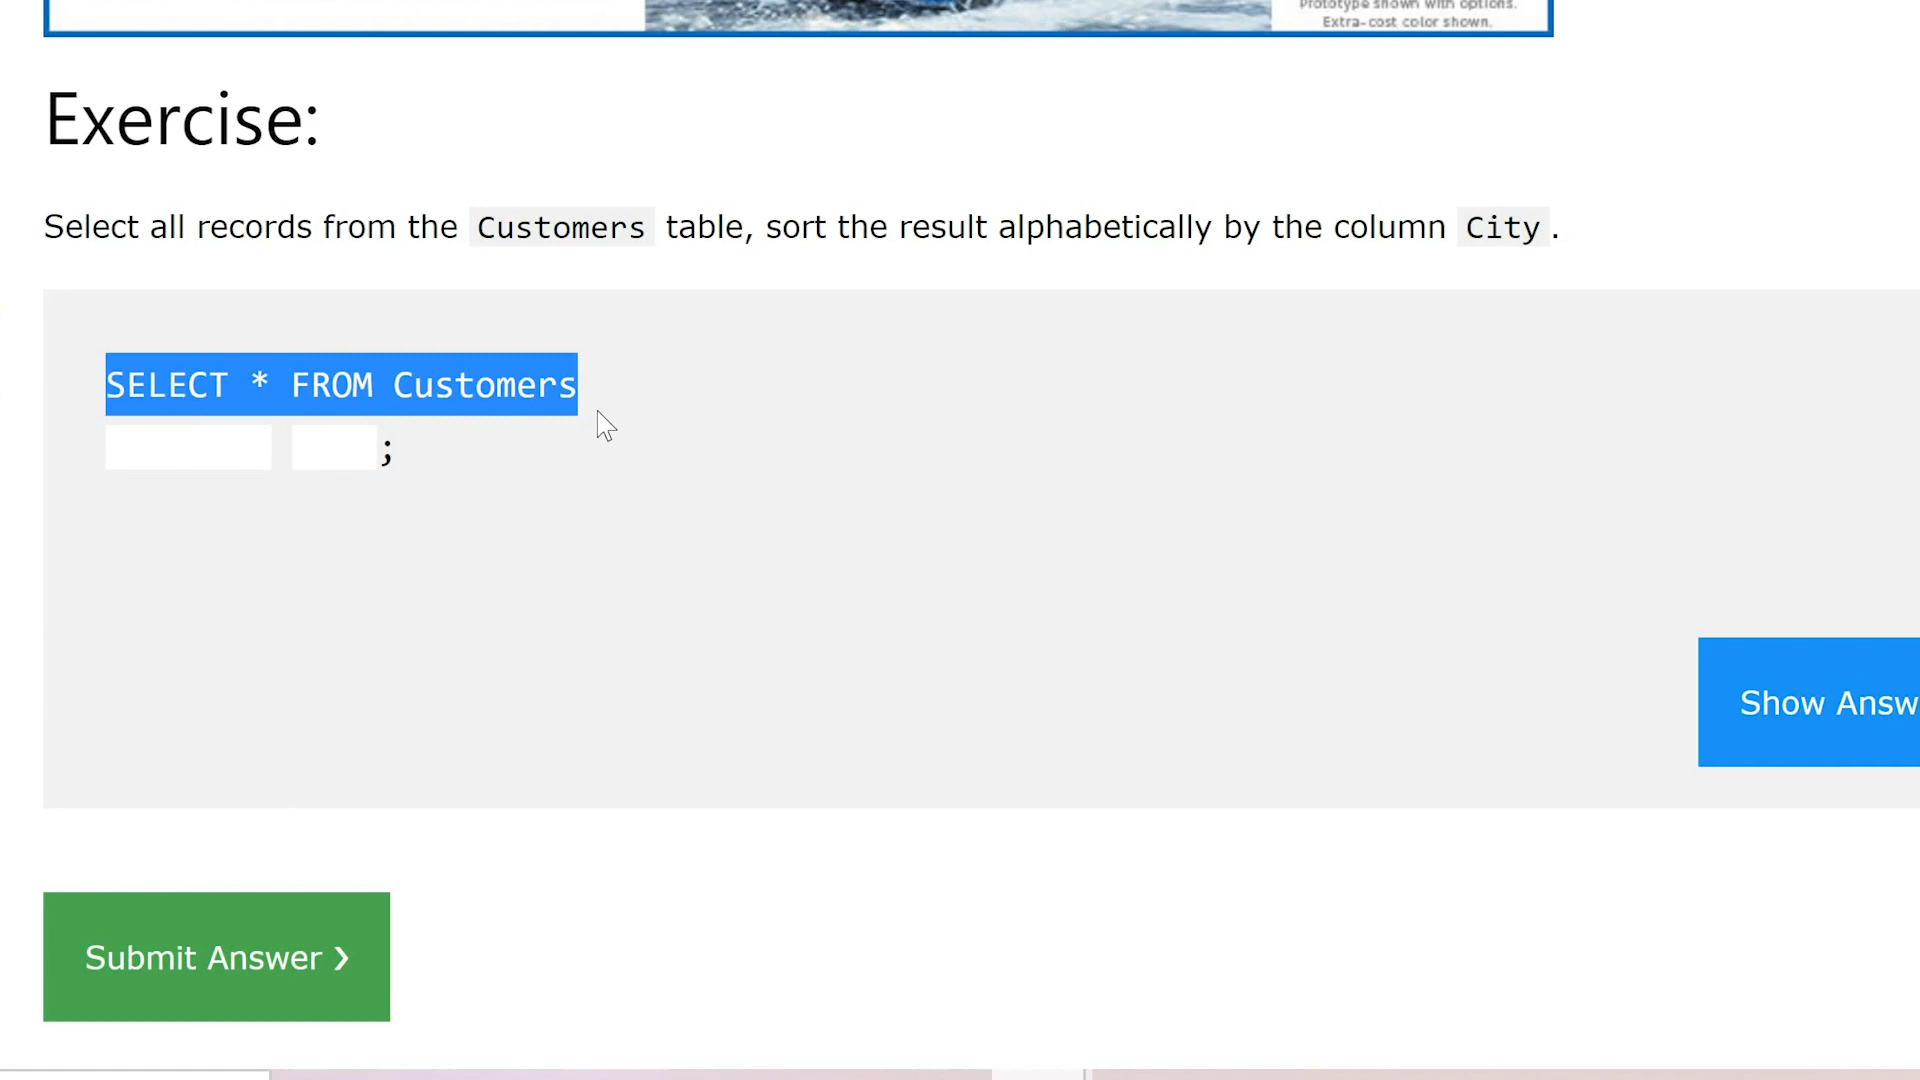 Prototype shown with options.
Extra-cost color shown.
Exercise:
Select all records from the Customers table, sort the result alphabetically by the column City.
SELECT * FROM Customers
;
Show Answ
Submit Answer ❯